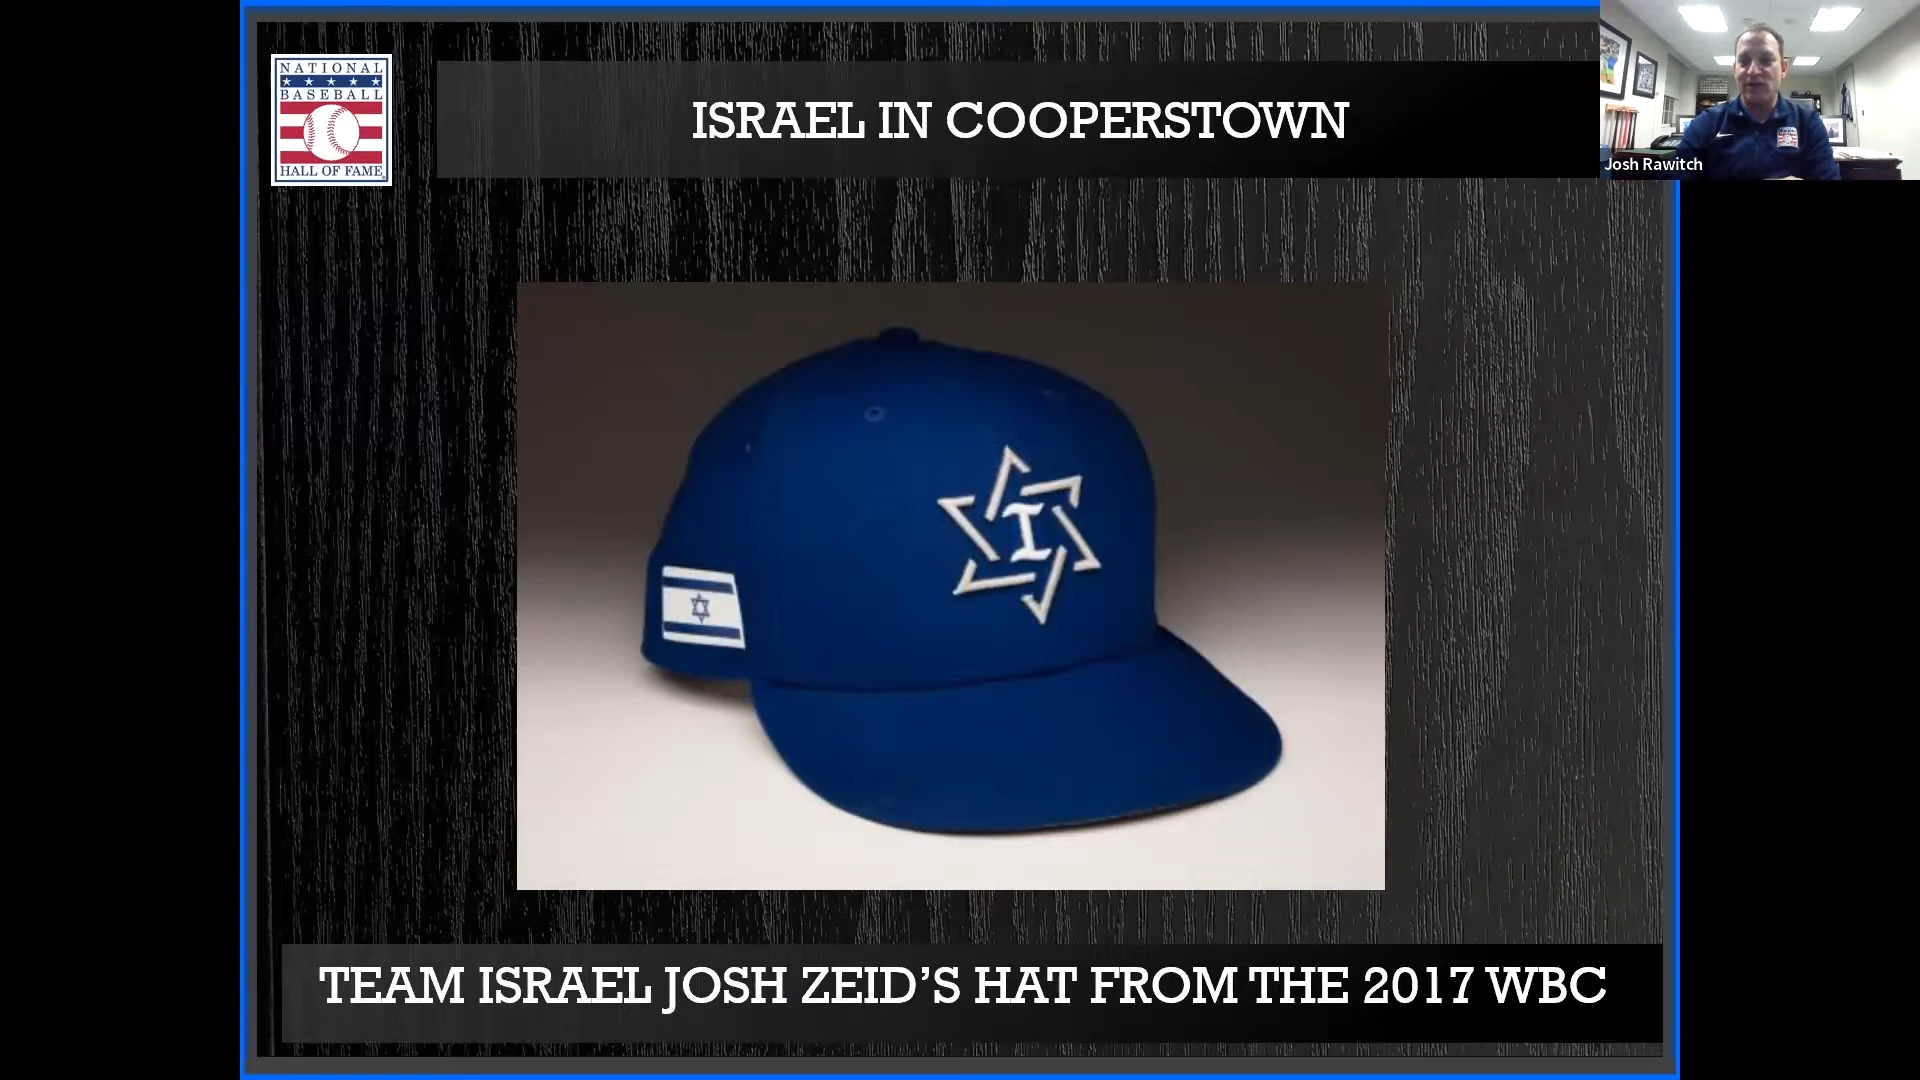 NATIONAL
BASEBALL
HALL OF FAME
ISRAEL IN COOPERSTOWN
Josh Rawitch
I
TEAM ISRAEL JOSH ZEID’S HAT FROM THE 2017 WBC